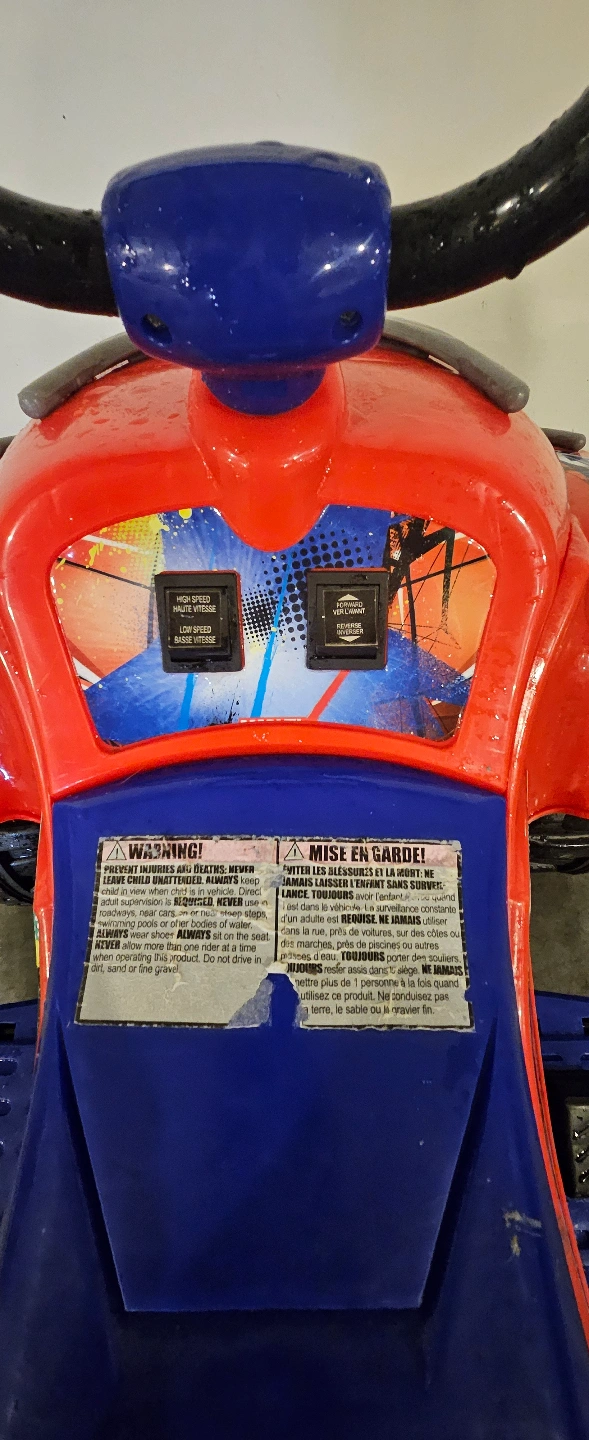 HIGH SPEED
HAUTE VITESSE
LOW SPEED
BASSE VITESSE
FORWARD
VER L'AVANT
REVERSE
INVERSER
WARNING!
PREVENT INJURIES AND DEATHS: NEVER
LEAVE CHILD UNATTENDED. ALWAYS keep
child in view when child is in vehicle. Direct
adult supervision is REQUIRED. NEVER use in
roadways, near cars, on or near steep steps,
swimming pools or other bodies of water.
ALWAYS wear shoes ALWAYS sit on the seat.
NEVER allow more than one rider at a time
when operating this product. Do not drive in
dirt, sand or fine gravel.
MISE EN GARDE!
EVITER LES BLESSURES ET LA MORT: NE
JAMAIS LAISSER L'ENFANT SANS SURVEIL-
LANCE. TOUJOURS avoir l'enfant quand
l est dans le véhicule. La surveillance constante
d'un adulte est REQUISE. NE JAMAIS utiliser
dans la rue, près de voitures, sur des côtes ou
des marches, près de piscines ou autres
d'eau. TOUJOURS porter des souliers.
OUJOURS rester assis dans le siège. NE JAMAIS
mettre plus de 1 personne à la fois quand
utilisez ce produit. Ne conduisez pas
a terre, le sable ou le gravier fin.